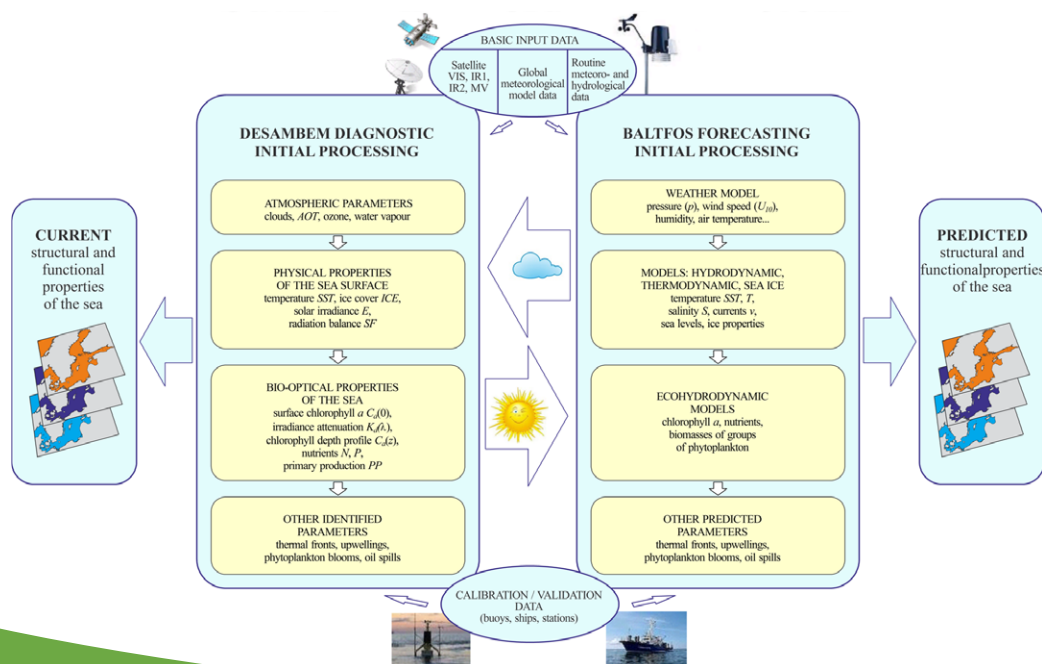 BASIC INPUT DATA
Satellite
VIS, IR1,
IR2, MV
Global
meteorological
model data
Routine
meteoro- and
hydrological
data
DESAMBEM DIAGNOSTIC
INITIAL PROCESSING
ATMOSPHERIC PARAMETERS
clouds, AOT, ozone, water vapour
PHYSICAL PROPERTIES
OF THE SEA SURFACE
temperature SST, ice cover ICE,
solar irradiance E,
radiation balance SF
BIO-OPTICAL PROPERTIES
OF THE SEA
surface chlorophyll a Cₐ(0),
irradiance attenuation K_d(λ),
chlorophyll depth profile Cₐ(z),
nutrients N, P,
primary production PP
OTHER IDENTIFIED
PARAMETERS
thermal fronts, upwellings,
phytoplankton blooms, oil spills
BALTFOS FORECASTING
INITIAL PROCESSING
WEATHER MODEL
pressure (p), wind speed (U₁₀),
humidity, air temperature...
MODELS: HYDRODYNAMIC,
THERMODYNAMIC, SEA ICE
temperature SST, T,
salinity S, currents v,
sea levels, ice properties
ECOHYDRODYNAMIC
MODELS
chlorophyll a, nutrients,
biomasses of groups
of phytoplankton
OTHER PREDICTED
PARAMETERS
thermal fronts, upwellings,
phytoplankton blooms, oil spills
CURRENT
structural and
functional
properties
of the sea
PREDICTED
structural and
functionalproperties
of the sea
CALIBRATION / VALIDATION
DATA
(buoys, ships, stations)